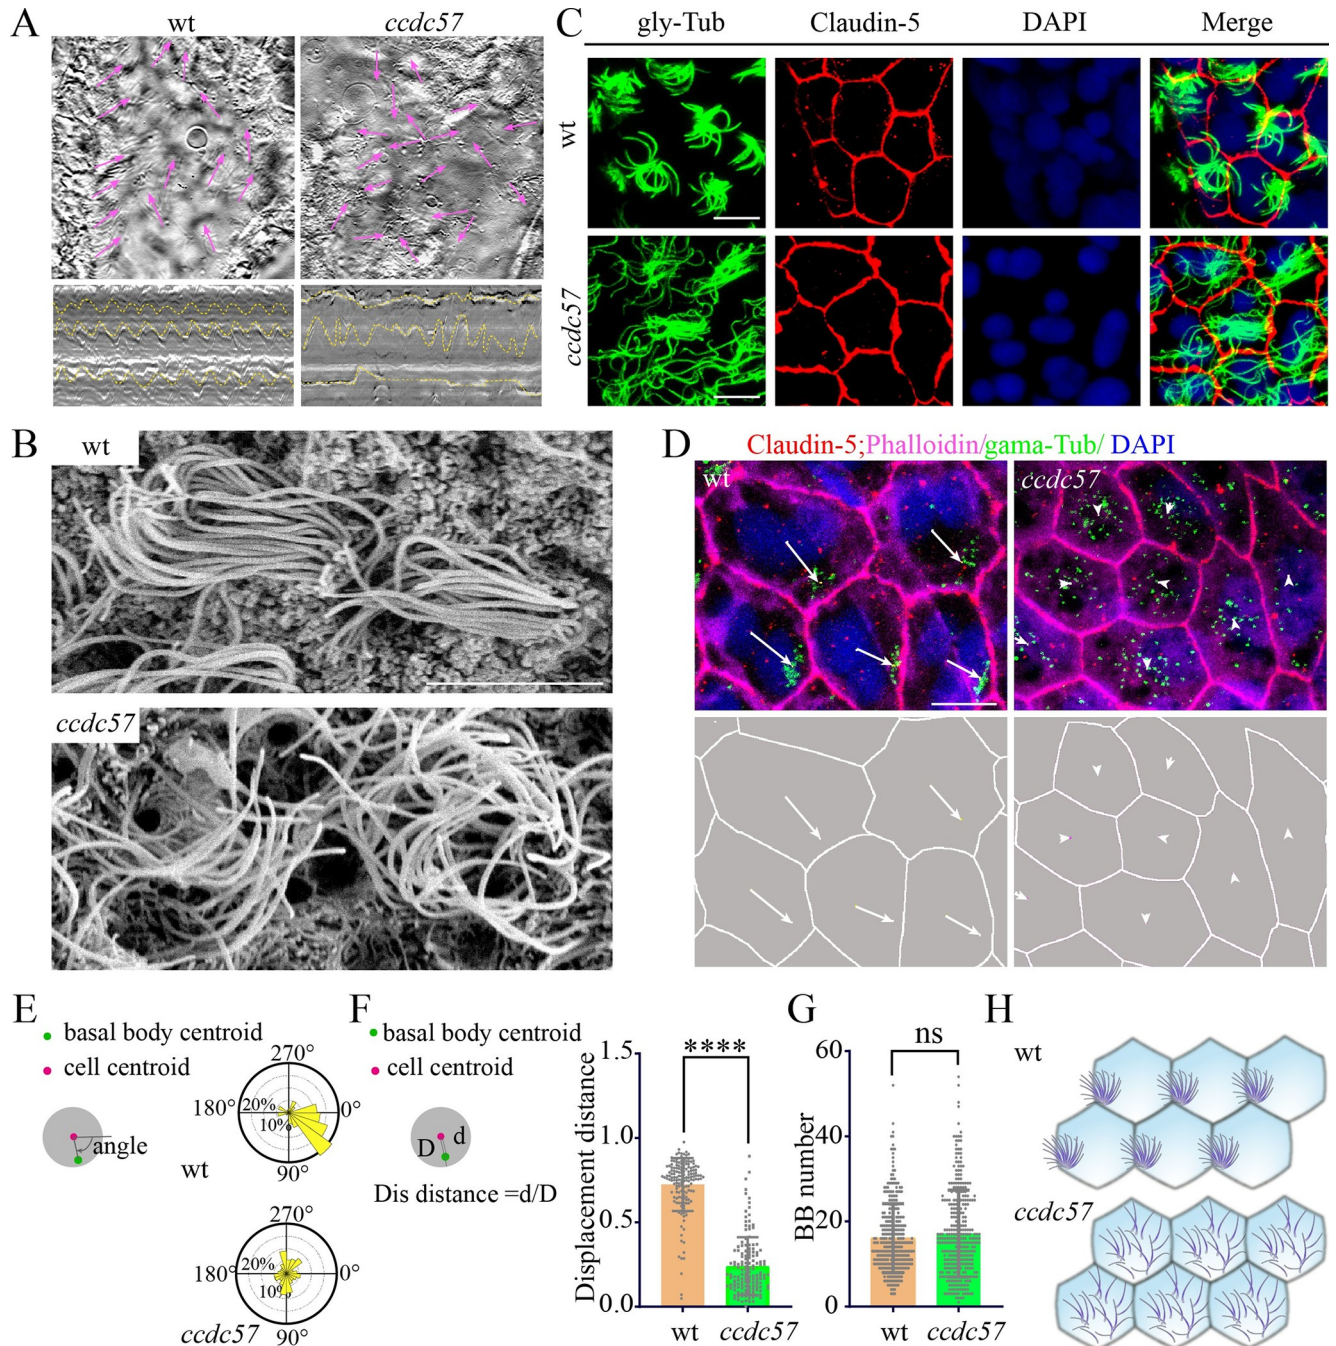 A
wt
ccdc57
C
gly-Tub
Claudin-5
DAPI
Merge
wt
ccdc57
B
wt
ccdc57
D
Claudin-5;Phalloidin/gama-Tub/ DAPI
wt
ccdc57
E
basal body centroid
cell centroid
angle
wt
270°
180°
20%
10%
0°
90°
270°
180°
20%
10%
0°
90°
ccdc57
F
basal body centroid
cell centroid
D
d
Dis distance =d/D
Displacement distance
1.5
1.0
0.5
0.0
****
wt
ccdc57
G
BB number
60
40
20
0
ns
wt
ccdc57
H
wt
ccdc57